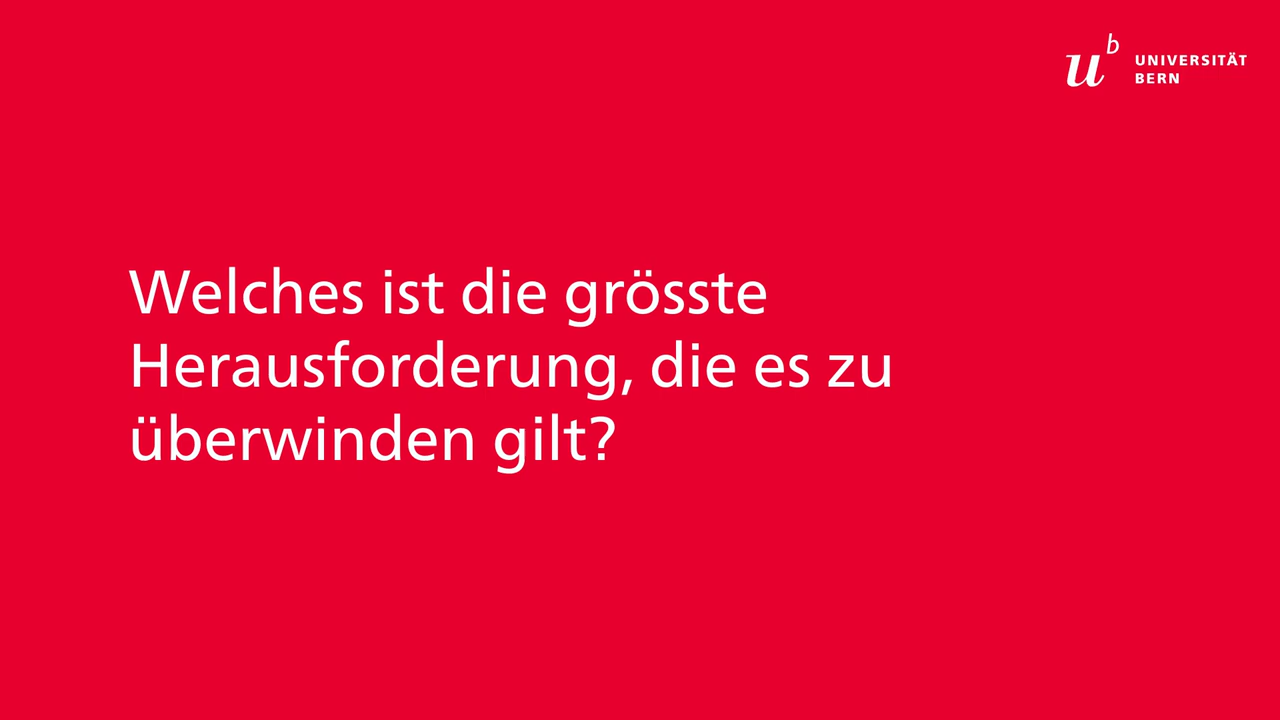 u
b
UNIVERSITÄT
BERN
Welches ist die grösste
Herausforderung, die es zu
überwinden gilt?